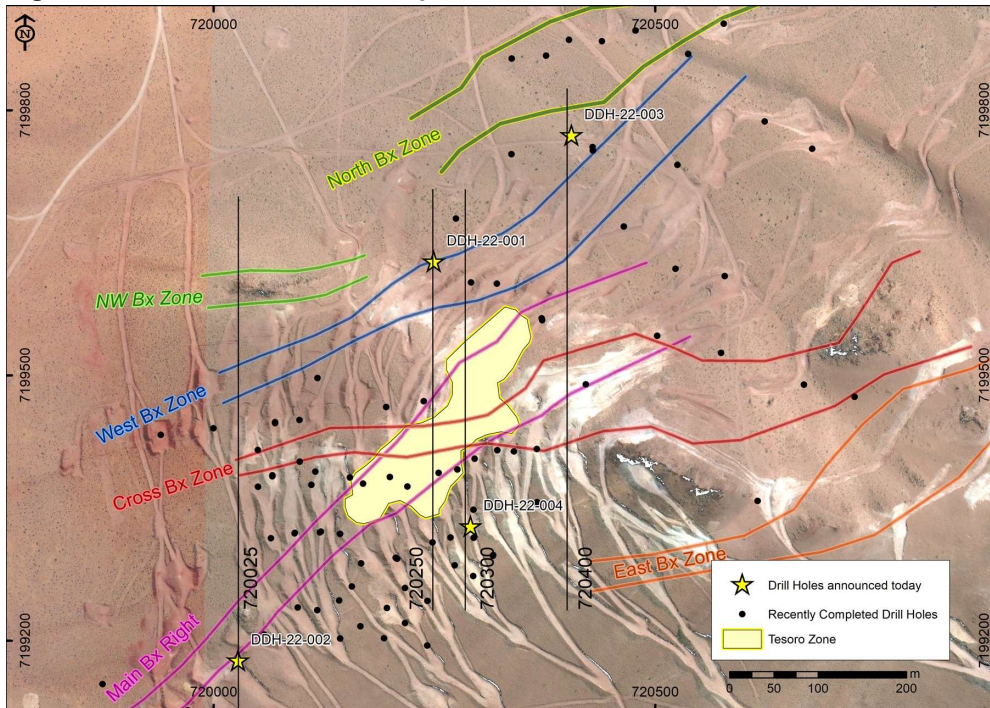 N
720000
720500
7199800
7199800
DDH-22-003
North Bx Zone
DDH-22-001
NW Bx Zone
7199500
7199500
West Bx Zone
Cross Bx Zone
DDH-22-004
720025
720250
720300
720400
East Bx Zone
Drill Holes announced today
Recently Completed Drill Holes
Tesoro Zone
7199200
7199200
DDH-22-002
Main Bx Right
720000
720500
m
0 50 100 200